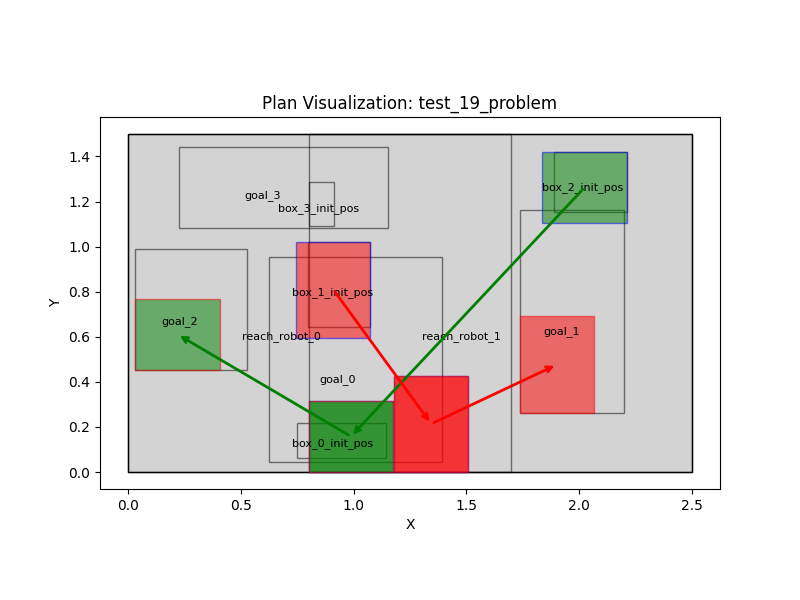 Plan Visualization: test_19_problem
goal_3
box_3_init_pos
box_2_init_pos
box_1_init_pos
goal_2
reach_robot_0
reach_robot_1
goal_1
goal_0
box_0_init_pos
Y
1.4
1.2
1.0
0.8
0.6
0.4
0.2
0.0
0.0 0.5 1.0 1.5 2.0 2.5
X